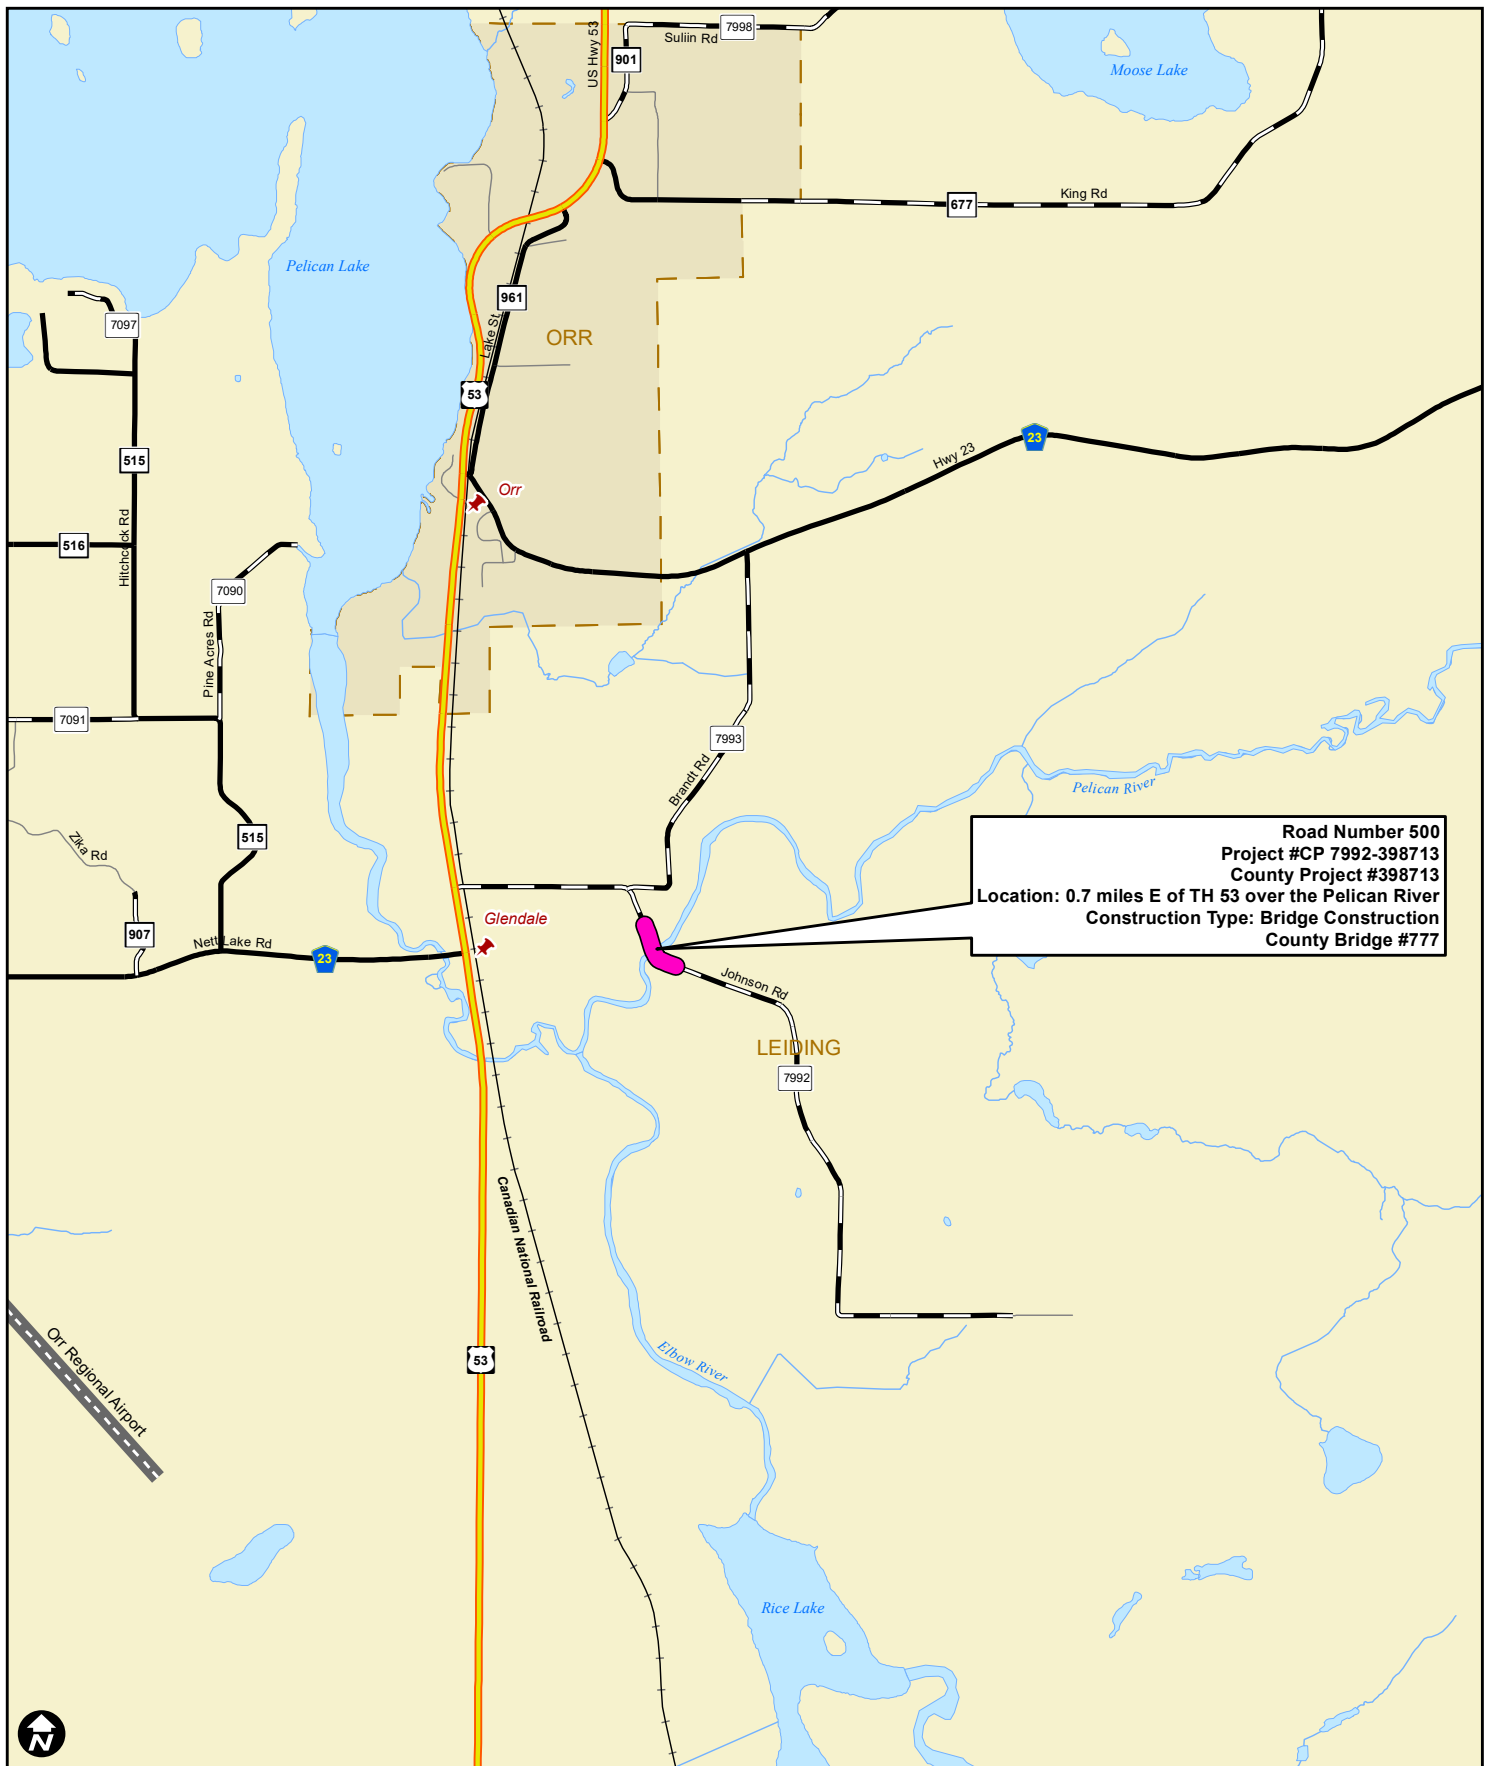 Suliin Rd
7998
US Hwy 53
901
Moose Lake
677
King Rd
Pelican Lake
961
7097
Lake St
ORR
53
23
Hwy 23
515
Orr
Hitchcock Rd
516
7090
Pine Acres Rd
7091
7993
Brandt Rd
Pelican River
Zika Rd
515
Road Number 500
Project #CP 7992-398713
County Project #398713
Location: 0.7 miles E of TH 53 over the Pelican River
Construction Type: Bridge Construction
County Bridge #777
Glendale
907
Nett Lake Rd
23
Johnson Rd
LEIDING
7992
Canadian National Railroad
Orr Regional Airport
53
Elbow River
Rice Lake
N